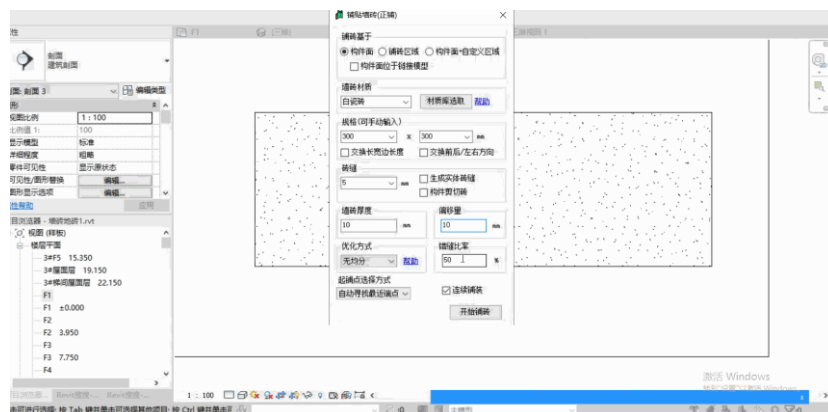 铺贴墙砖(正铺)
性
F1
{三维}
剖面
建筑剖面
面: 剖面 3
编辑类型
视图比例
1 : 100
比例值 1:
100
显示模型
标准
详细程度
粗略
零件可见性
显示原状态
可见性/图形替换
编辑...
图形显示选项
编辑...
性帮助
应用
目浏览器 - 墙砖地砖1.rvt
视图 (样板)
楼层平面
3#F5 15.350
3#屋面层 19.150
3#梯间屋面层 22.150
F1
F1 ±0.000
F2
F2 3.950
F3
F3 7.750
F4
铺砖基于
构件面
铺砖区域
构件面+自定义区域
构件面位于链接模型
墙砖材质
白瓷砖
材质库选取
帮助
规格(可手动输入)
300 x 300 mm
交换长宽边长度
交换前后/左右方向
砖缝
5 mm
生成实体砖缝
构件剪切砖
墙砖厚度
10 mm
偏移量
10 mm
优化方式
无均分
帮助
错缝比率
50 %
起铺点选择方式
自动寻找最近端点
连续铺装
开始铺砖
1 : 100
激活 Windows
:0
主模型